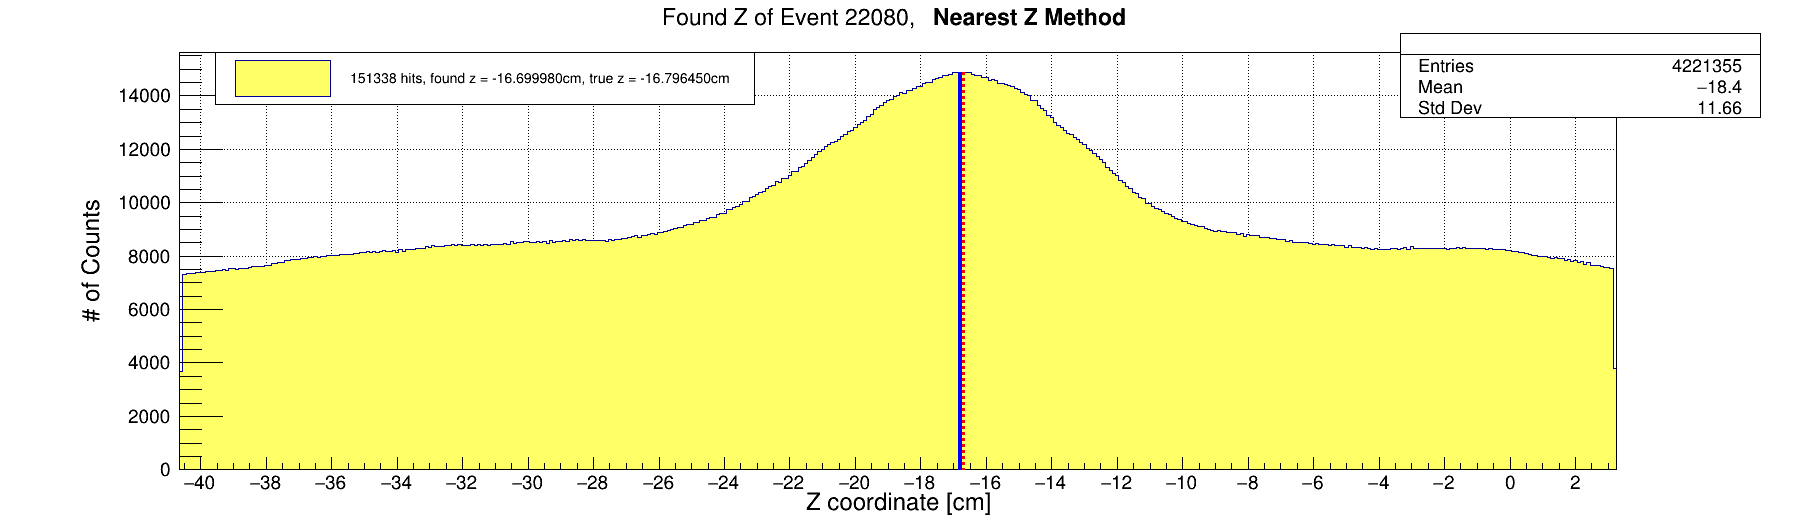 Found Z of Event 22080, Nearest Z Method
151338 hits, found z = -16.699980cm, true z = -16.796450cm
Entries 4221355
Mean −18.4
Std Dev 11.66
# of Counts
14000
12000
10000
8000
6000
4000
2000
0
−40 −38 −36 −34 −32 −30 −28 −26 −24 −22 −20 −18 −16 −14 −12 −10 −8 −6 −4 −2 0 2
Z coordinate [cm]